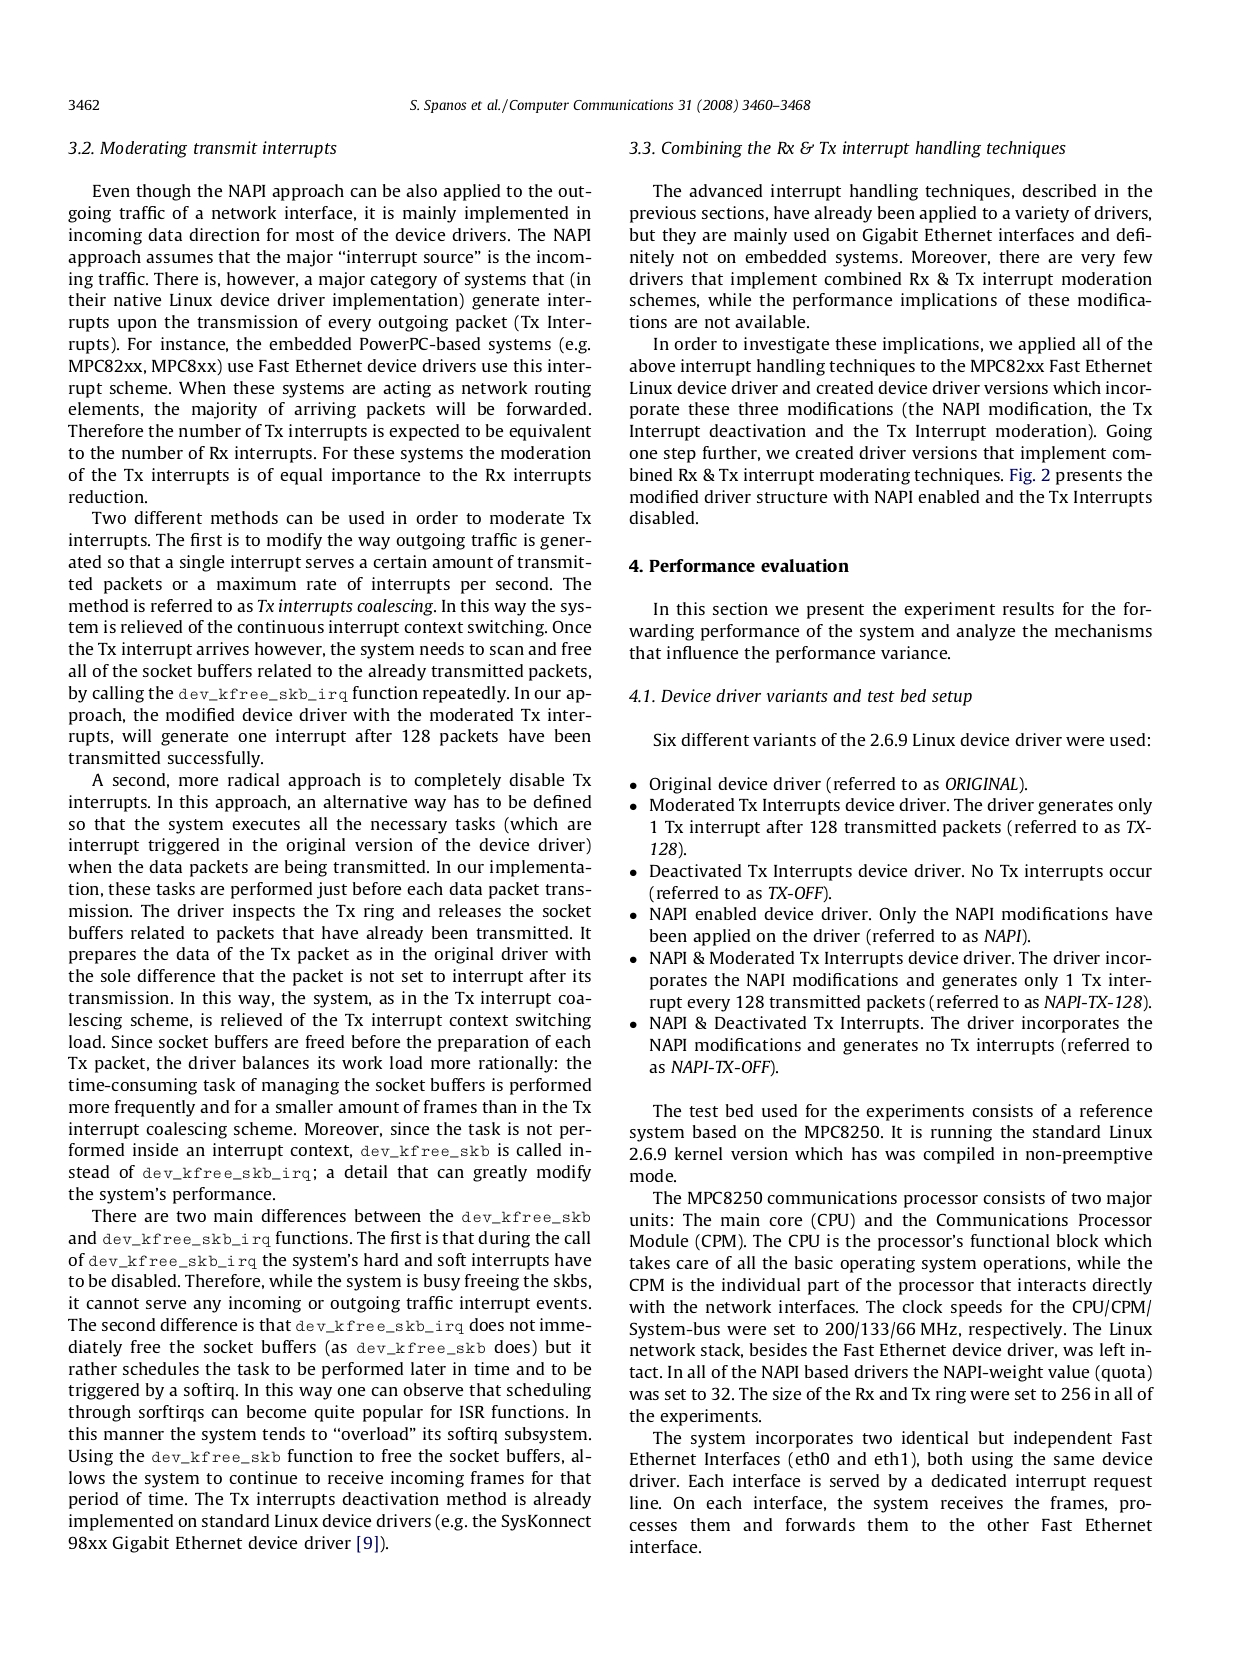 3462
S. Spanos et al. / Computer Communications 31 (2008) 3460–3468
3.2. Moderating transmit interrupts
Even though the NAPI approach can be also applied to the out-
going traffic of a network interface, it is mainly implemented in
incoming data direction for most of the device drivers. The NAPI
approach assumes that the major “interrupt source” is the incom-
ing traffic. There is, however, a major category of systems that (in
their native Linux device driver implementation) generate inter-
rupts upon the transmission of every outgoing packet (Tx Inter-
rupts). For instance, the embedded PowerPC-based systems (e.g.
MPC82xx, MPC8xx) use Fast Ethernet device drivers use this inter-
rupt scheme. When these systems are acting as network routing
elements, the majority of arriving packets will be forwarded.
Therefore the number of Tx interrupts is expected to be equivalent
to the number of Rx interrupts. For these systems the moderation
of the Tx interrupts is of equal importance to the Rx interrupts
reduction.
Two different methods can be used in order to moderate Tx
interrupts. The first is to modify the way outgoing traffic is gener-
ated so that a single interrupt serves a certain amount of transmit-
ted packets or a maximum rate of interrupts per second. The
method is referred to as Tx interrupts coalescing. In this way the sys-
tem is relieved of the continuous interrupt context switching. Once
the Tx interrupt arrives however, the system needs to scan and free
all of the socket buffers related to the already transmitted packets,
by calling the dev_kfree_skb_irq function repeatedly. In our ap-
proach, the modified device driver with the moderated Tx inter-
rupts, will generate one interrupt after 128 packets have been
transmitted successfully.
A second, more radical approach is to completely disable Tx
interrupts. In this approach, an alternative way has to be defined
so that the system executes all the necessary tasks (which are
interrupt triggered in the original version of the device driver)
when the data packets are being transmitted. In our implementa-
tion, these tasks are performed just before each data packet trans-
mission. The driver inspects the Tx ring and releases the socket
buffers related to packets that have already been transmitted. It
prepares the data of the Tx packet as in the original driver with
the sole difference that the packet is not set to interrupt after its
transmission. In this way, the system, as in the Tx interrupt coa-
lescing scheme, is relieved of the Tx interrupt context switching
load. Since socket buffers are freed before the preparation of each
Tx packet, the driver balances its work load more rationally: the
time-consuming task of managing the socket buffers is performed
more frequently and for a smaller amount of frames than in the Tx
interrupt coalescing scheme. Moreover, since the task is not per-
formed inside an interrupt context, dev_kfree_skb is called in-
stead of dev_kfree_skb_irq; a detail that can greatly modify
the system's performance.
There are two main differences between the dev_kfree_skb
and dev_kfree_skb_irq functions. The first is that during the call
of dev_kfree_skb_irq the system's hard and soft interrupts have
to be disabled. Therefore, while the system is busy freeing the skbs,
it cannot serve any incoming or outgoing traffic interrupt events.
The second difference is that dev_kfree_skb_irq does not imme-
diately free the socket buffers (as dev_kfree_skb does) but it
rather schedules the task to be performed later in time and to be
triggered by a softirq. In this way one can observe that scheduling
through sorftirqs can become quite popular for ISR functions. In
this manner the system tends to “overload” its softirq subsystem.
Using the dev_kfree_skb function to free the socket buffers, al-
lows the system to continue to receive incoming frames for that
period of time. The Tx interrupts deactivation method is already
implemented on standard Linux device drivers (e.g. the SysKonnect
98xx Gigabit Ethernet device driver [9]).
3.3. Combining the Rx & Tx interrupt handling techniques
The advanced interrupt handling techniques, described in the
previous sections, have already been applied to a variety of drivers,
but they are mainly used on Gigabit Ethernet interfaces and defi-
nitely not on embedded systems. Moreover, there are very few
drivers that implement combined Rx & Tx interrupt moderation
schemes, while the performance implications of these modifica-
tions are not available.
In order to investigate these implications, we applied all of the
above interrupt handling techniques to the MPC82xx Fast Ethernet
Linux device driver and created device driver versions which incor-
porate these three modifications (the NAPI modification, the Tx
Interrupt deactivation and the Tx Interrupt moderation). Going
one step further, we created driver versions that implement com-
bined Rx & Tx interrupt moderating techniques. Fig. 2 presents the
modified driver structure with NAPI enabled and the Tx Interrupts
disabled.
4. Performance evaluation
In this section we present the experiment results for the for-
warding performance of the system and analyze the mechanisms
that influence the performance variance.
4.1. Device driver variants and test bed setup
Six different variants of the 2.6.9 Linux device driver were used:
• Original device driver (referred to as ORIGINAL).
• Moderated Tx Interrupts device driver. The driver generates only
1 Tx interrupt after 128 transmitted packets (referred to as TX-
128).
• Deactivated Tx Interrupts device driver. No Tx interrupts occur
(referred to as TX-OFF).
• NAPI enabled device driver. Only the NAPI modifications have
been applied on the driver (referred to as NAPI).
• NAPI & Moderated Tx Interrupts device driver. The driver incor-
porates the NAPI modifications and generates only 1 Tx inter-
rupt every 128 transmitted packets (referred to as NAPI-TX-128).
• NAPI & Deactivated Tx Interrupts. The driver incorporates the
NAPI modifications and generates no Tx interrupts (referred to
as NAPI-TX-OFF).
The test bed used for the experiments consists of a reference
system based on the MPC8250. It is running the standard Linux
2.6.9 kernel version which has was compiled in non-preemptive
mode.
The MPC8250 communications processor consists of two major
units: The main core (CPU) and the Communications Processor
Module (CPM). The CPU is the processor's functional block which
takes care of all the basic operating system operations, while the
CPM is the individual part of the processor that interacts directly
with the network interfaces. The clock speeds for the CPU/CPM/
System-bus were set to 200/133/66 MHz, respectively. The Linux
network stack, besides the Fast Ethernet device driver, was left in-
tact. In all of the NAPI based drivers the NAPI-weight value (quota)
was set to 32. The size of the Rx and Tx ring were set to 256 in all of
the experiments.
The system incorporates two identical but independent Fast
Ethernet Interfaces (eth0 and eth1), both using the same device
driver. Each interface is served by a dedicated interrupt request
line. On each interface, the system receives the frames, pro-
cesses them and forwards them to the other Fast Ethernet
interface.